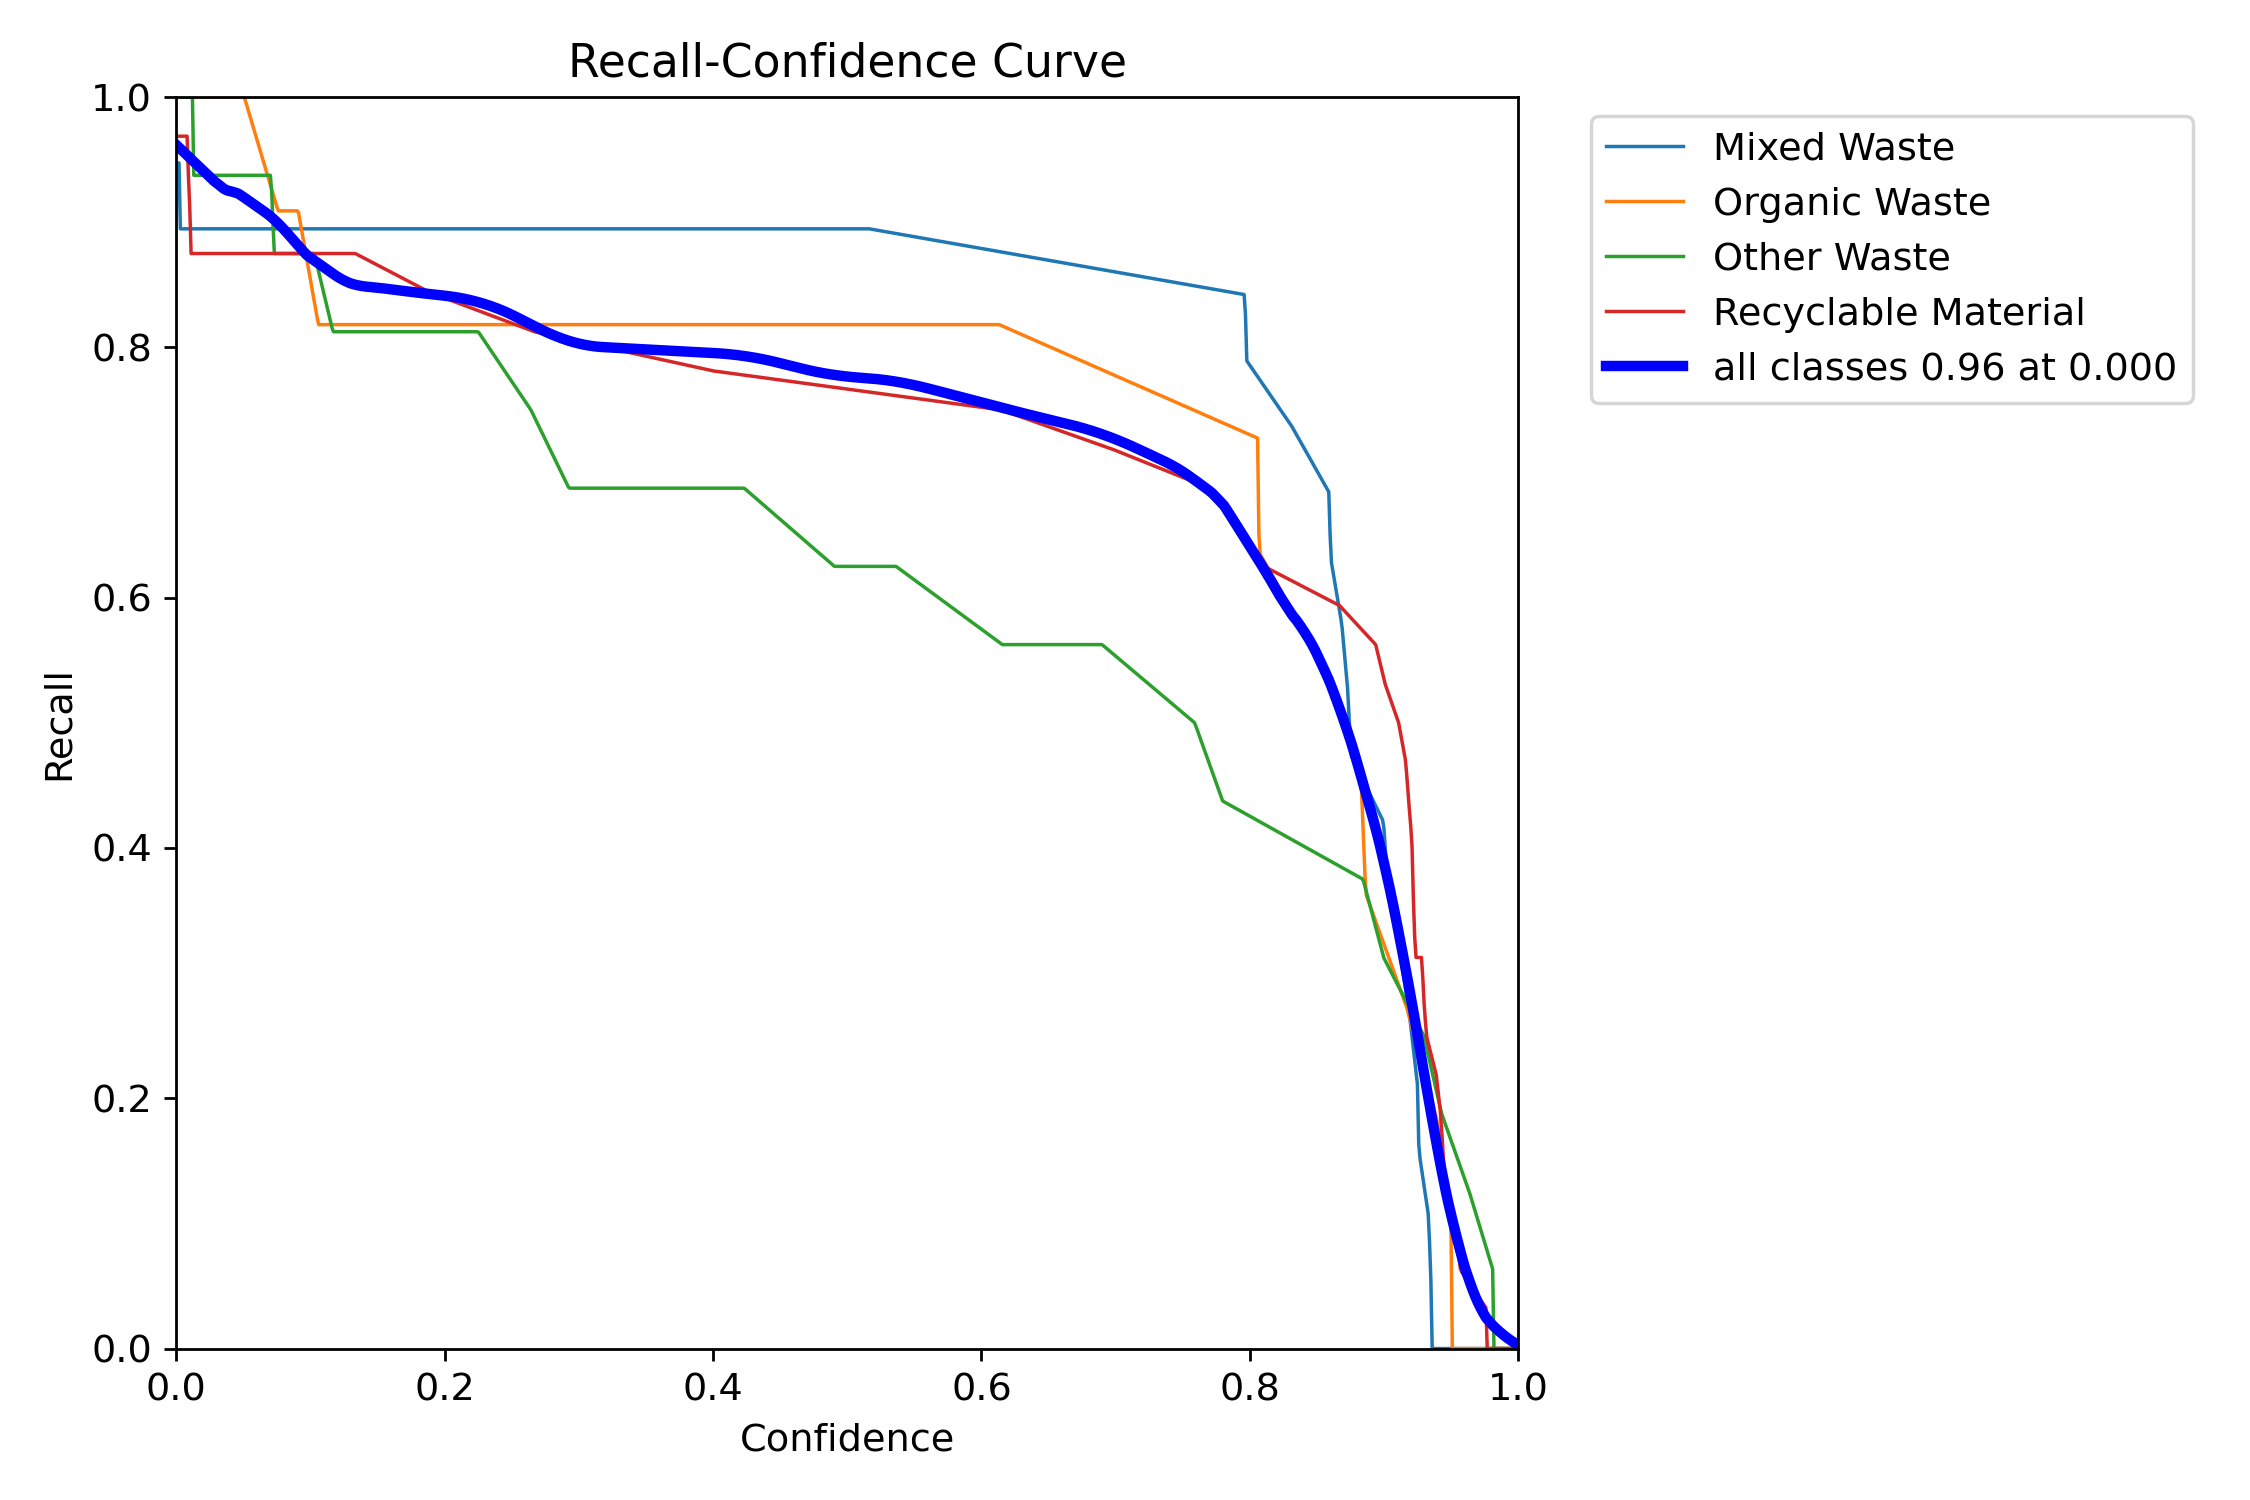 Recall-Confidence Curve
1.0
0.8
0.6
0.4
0.2
0.0
Recall
0.0 0.2 0.4 0.6 0.8 1.0
Confidence
Mixed Waste
Organic Waste
Other Waste
Recyclable Material
all classes 0.96 at 0.000